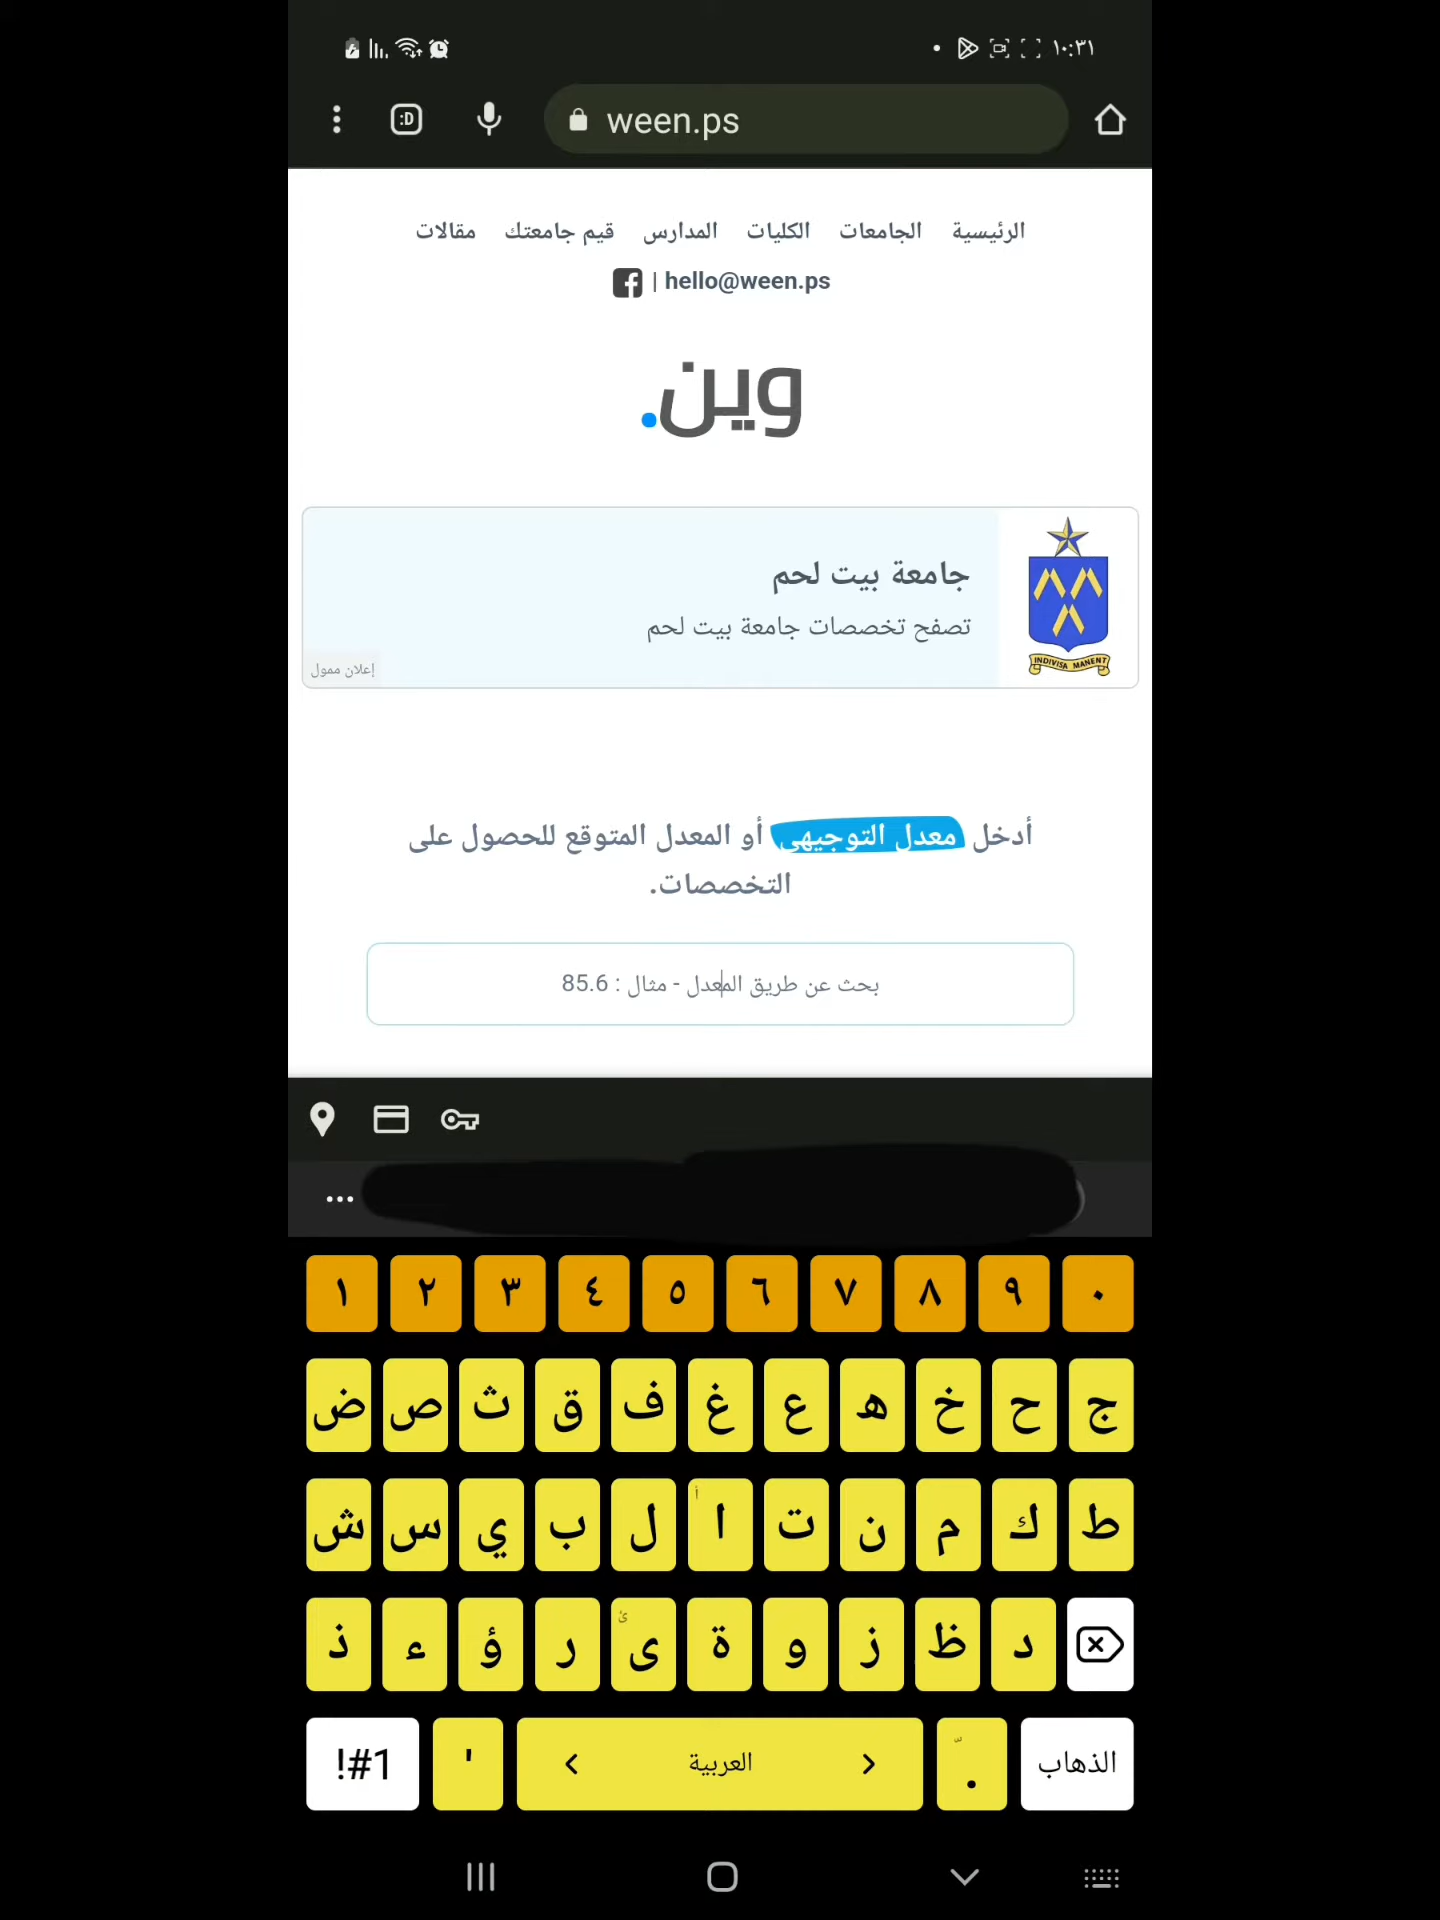 ١٠:٣١
:D
ween.ps
الرئيسية الجامعات الكليات المدارس قيم جامعتك مقالات
hello@ween.ps |
وين.
جامعة بيت لحم
تصفح تخصصات جامعة بيت لحم
إعلان ممول
INDIVISA MANENT
أدخل معدل التوجيهي أو المعدل المتوقع للحصول على
التخصصات.
بحث عن طريق المعدل - مثال : 85.6
١ ٢ ٣ ٤ ٥ ٦ ٧ ٨ ٩ ٠
ض ص ث ق ف غ ع ه خ ح ج
ش س ي ب ل ا أ ت ن م ك ط
ذ ء ؤ ر ى ئ ة و ز ظ د
!#1 ' العربية . الذهاب